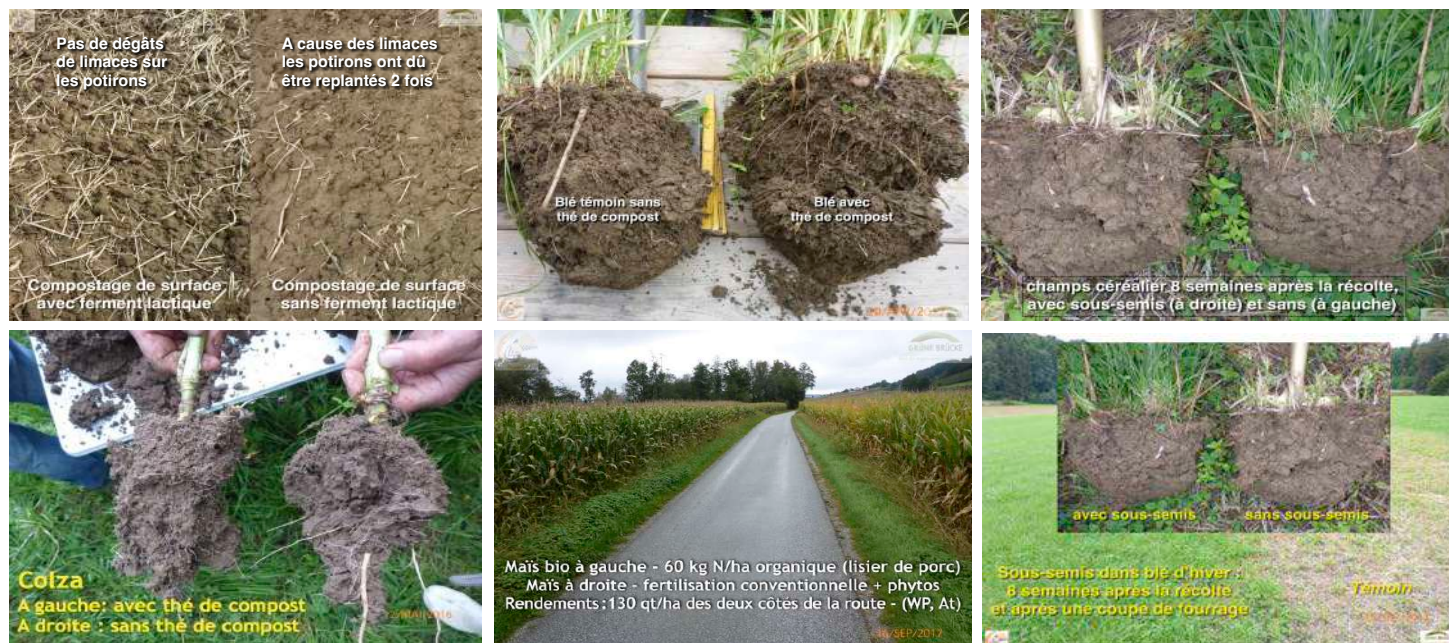 Pas de dégâts
de limaces sur
les potirons
A cause des limaces
les potirons ont dû
être replantés 2 fois
Compostage de surface
avec ferment lactique
Compostage de surface
sans ferment lactique
Blé témoin sans
thé de compost
Blé avec
thé de compost
champs céréalier 8 semaines après la récolte,
avec sous-semis (à droite) et sans (à gauche)
Colza
A gauche: avec thé de compost
A droite : sans thé de compost
GRÜNE BRÜCKE
Maïs bio à gauche - 60 kg N/ha organique (lisier de porc)
Maïs à droite - fertilisation conventionnelle + phytos
Rendements:130 qt/ha des deux côtés de la route - (WP, At)
16/SEP/2012
avec sous-semis
sans sous-semis
Sous-semis dans blé d'hiver :
8 semaines après la récolte
et après une coupe de fourrage
Témoin